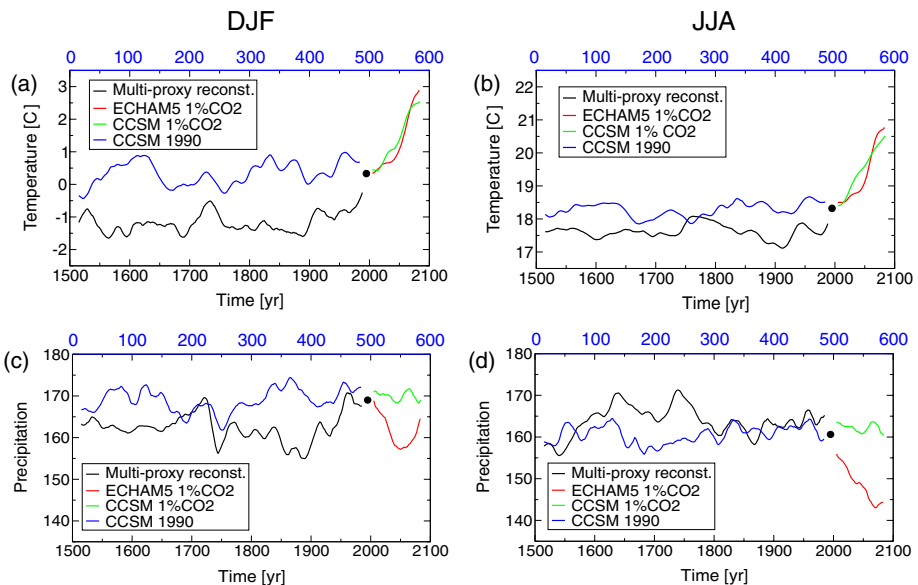 DJF
JJA
0 100 200 300 400 500 600
0 100 200 300 400 500 600
(a)
(b)
Multi-proxy reconst.
ECHAM5 1%CO2
CCSM 1%CO2
CCSM 1990
Multi-proxy reconst.
ECHAM5 1%CO2
CCSM 1% CO2
CCSM 1990
Temperature [C]
3
2
1
0
-1
-2
Temperature [C]
22
21
20
19
18
17
1500 1600 1700 1800 1900 2000 2100
1500 1600 1700 1800 1900 2000 2100
Time [yr]
Time [yr]
0 100 200 300 400 500 600
0 100 200 300 400 500 600
(c)
(d)
Precipitation
180
170
160
150
140
Precipitation
175
170
165
160
155
150
145
140
135
Multi-proxy reconst.
ECHAM5 1%CO2
CCSM 1%CO2
CCSM 1990
Multi-proxy reconst.
ECHAM5 1%CO2
CCSM 1%CO2
CCSM 1990
1500 1600 1700 1800 1900 2000 2100
1500 1600 1700 1800 1900 2000 2100
Time [yr]
Time [yr]